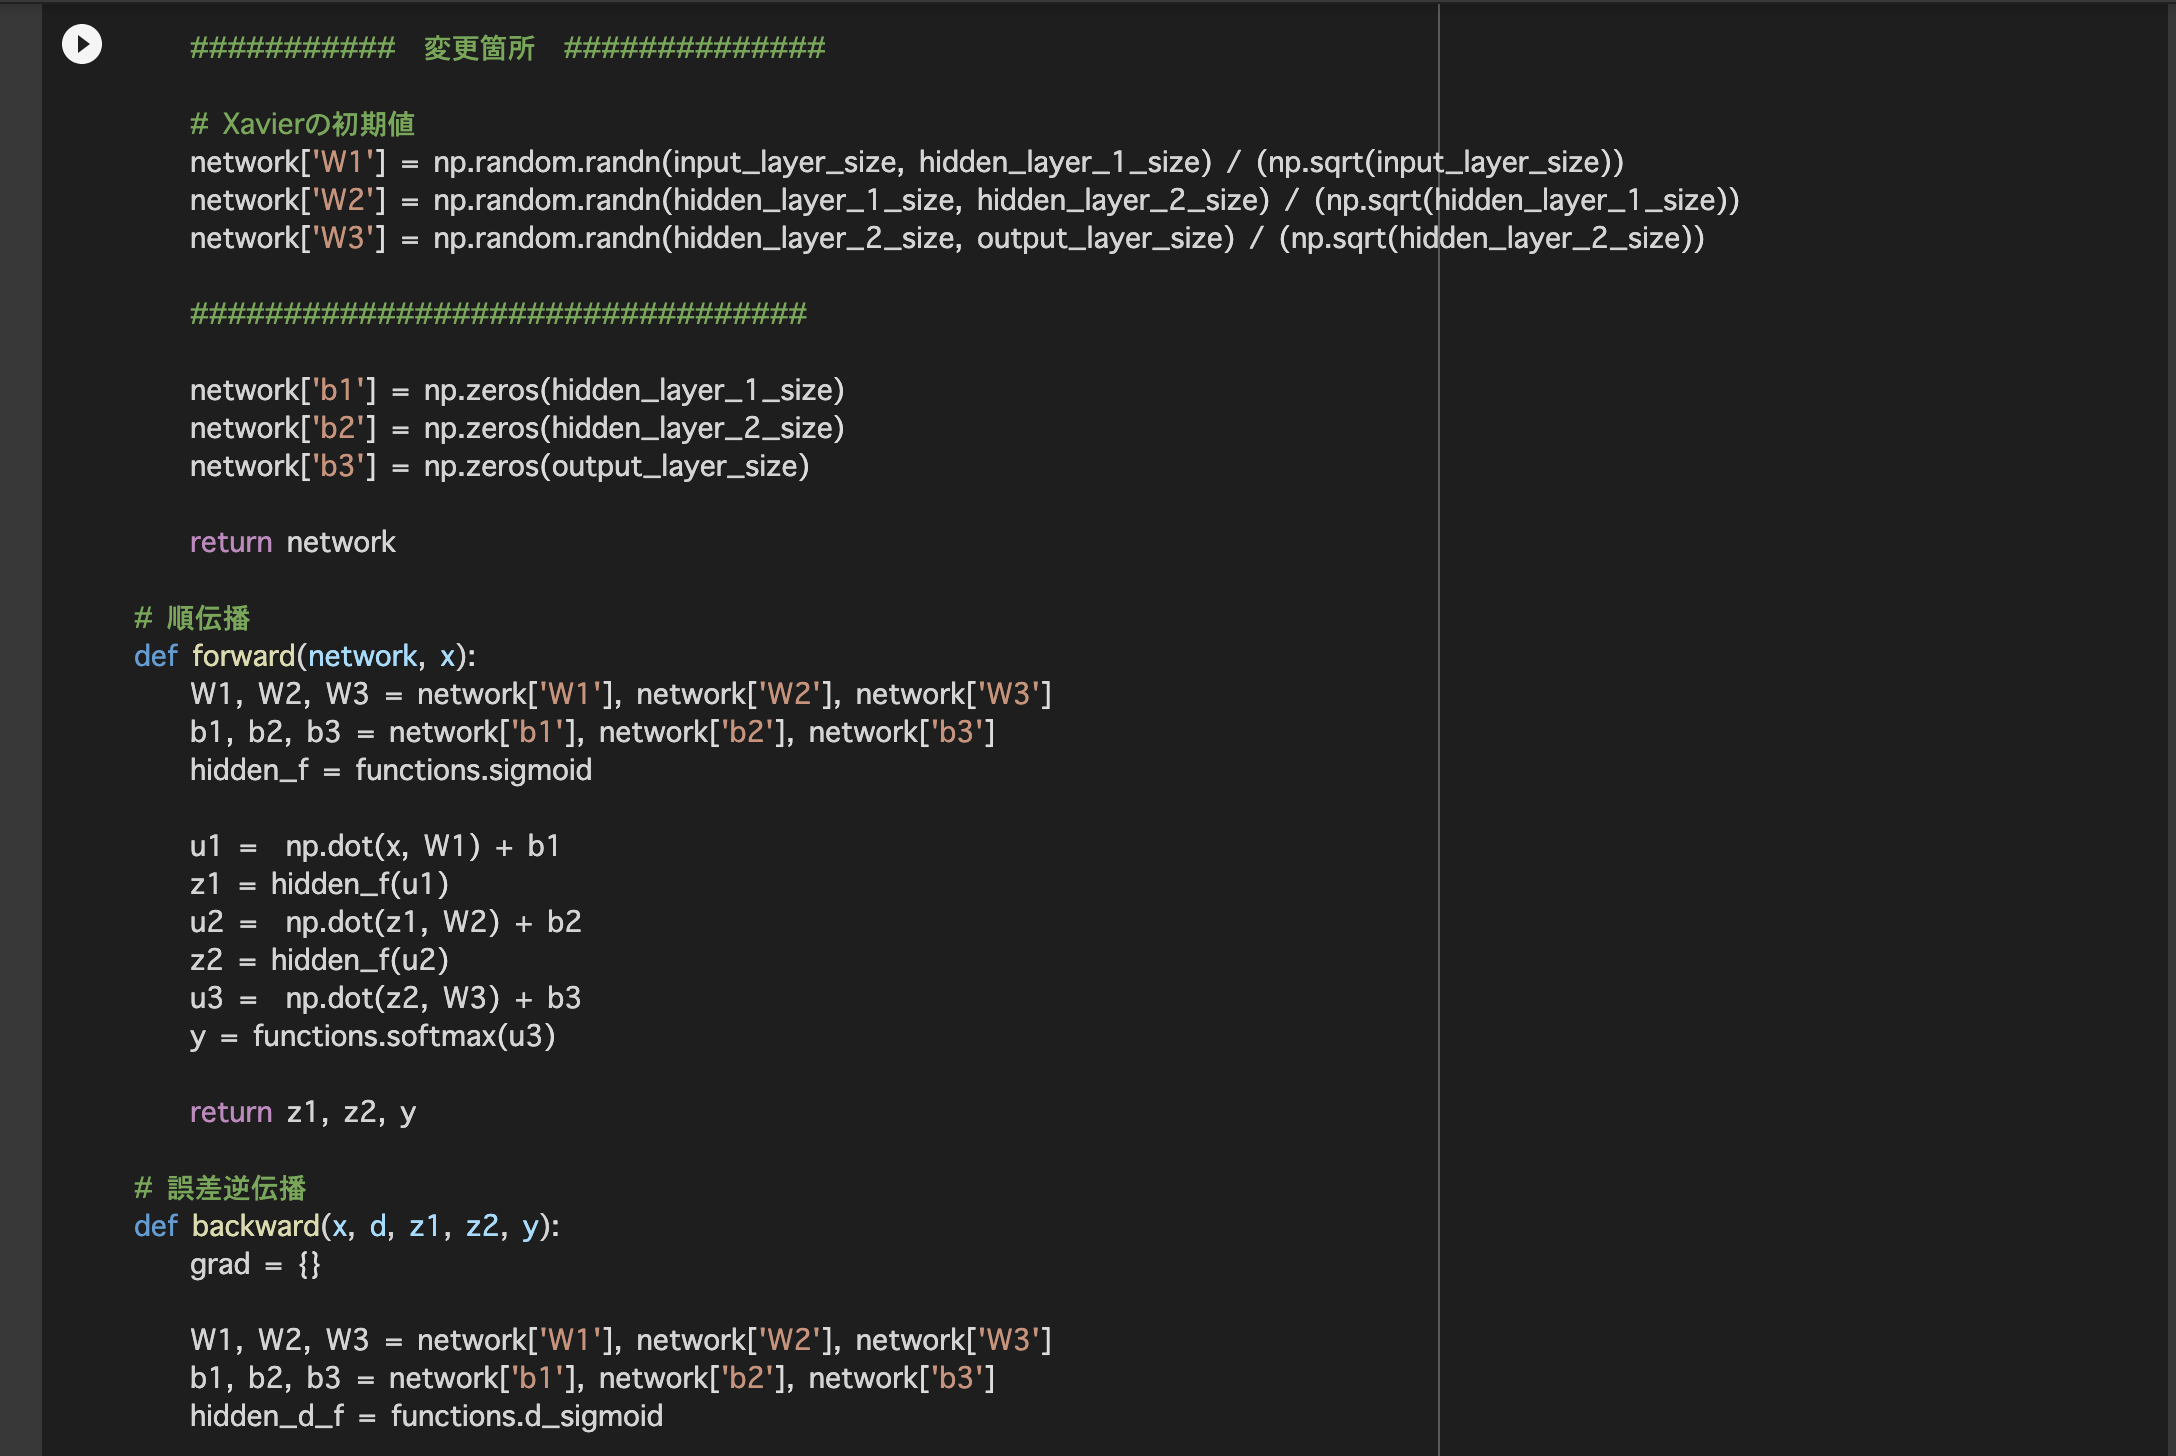 ###########　変更箇所　##############
# Xavierの初期値
network['W1'] = np.random.randn(input_layer_size, hidden_layer_1_size) / (np.sqrt(input_layer_size))
network['W2'] = np.random.randn(hidden_layer_1_size, hidden_layer_2_size) / (np.sqrt(hidden_layer_1_size))
network['W3'] = np.random.randn(hidden_layer_2_size, output_layer_size) / (np.sqrt(hidden_layer_2_size))
#################################
network['b1'] = np.zeros(hidden_layer_1_size)
network['b2'] = np.zeros(hidden_layer_2_size)
network['b3'] = np.zeros(output_layer_size)
return network
# 順伝播
def forward(network, x):
W1, W2, W3 = network['W1'], network['W2'], network['W3']
b1, b2, b3 = network['b1'], network['b2'], network['b3']
hidden_f = functions.sigmoid
u1 =  np.dot(x, W1) + b1
z1 = hidden_f(u1)
u2 =  np.dot(z1, W2) + b2
z2 = hidden_f(u2)
u3 =  np.dot(z2, W3) + b3
y = functions.softmax(u3)
return z1, z2, y
# 誤差逆伝播
def backward(x, d, z1, z2, y):
grad = {}
W1, W2, W3 = network['W1'], network['W2'], network['W3']
b1, b2, b3 = network['b1'], network['b2'], network['b3']
hidden_d_f = functions.d_sigmoid